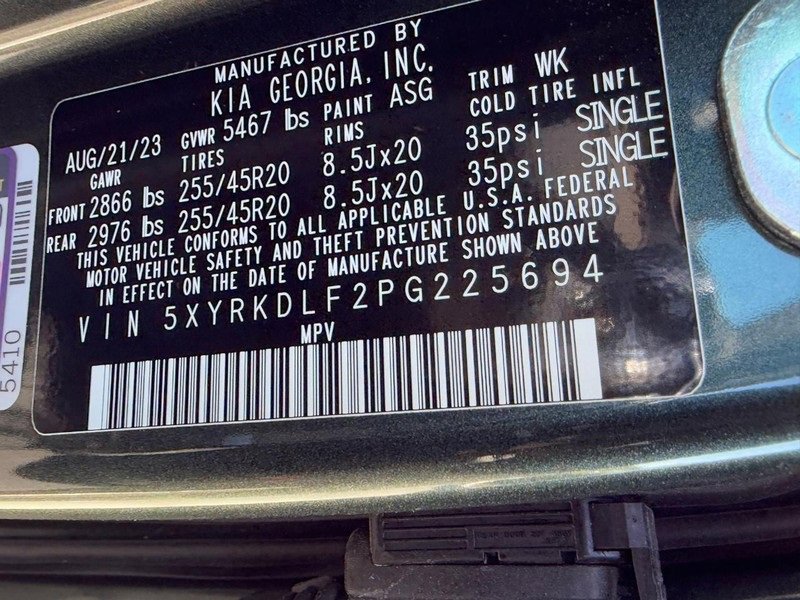 MANUFACTURED BY
KIA GEORGIA, INC.
AUG/21/23 GVWR 5467 lbs PAINT ASG TRIM WK
GAWR TIRES RIMS COLD TIRE INFL
FRONT 2866 lbs 255/45R20 8.5Jx20 35psi SINGLE
REAR 2976 lbs 255/45R20 8.5Jx20 35psi SINGLE
THIS VEHICLE CONFORMS TO ALL APPLICABLE U.S.A. FEDERAL
MOTOR VEHICLE SAFETY AND THEFT PREVENTION STANDARDS
IN EFFECT ON THE DATE OF MANUFACTURE SHOWN ABOVE
VIN 5XYRKDLF2PG225694
MPV
5410